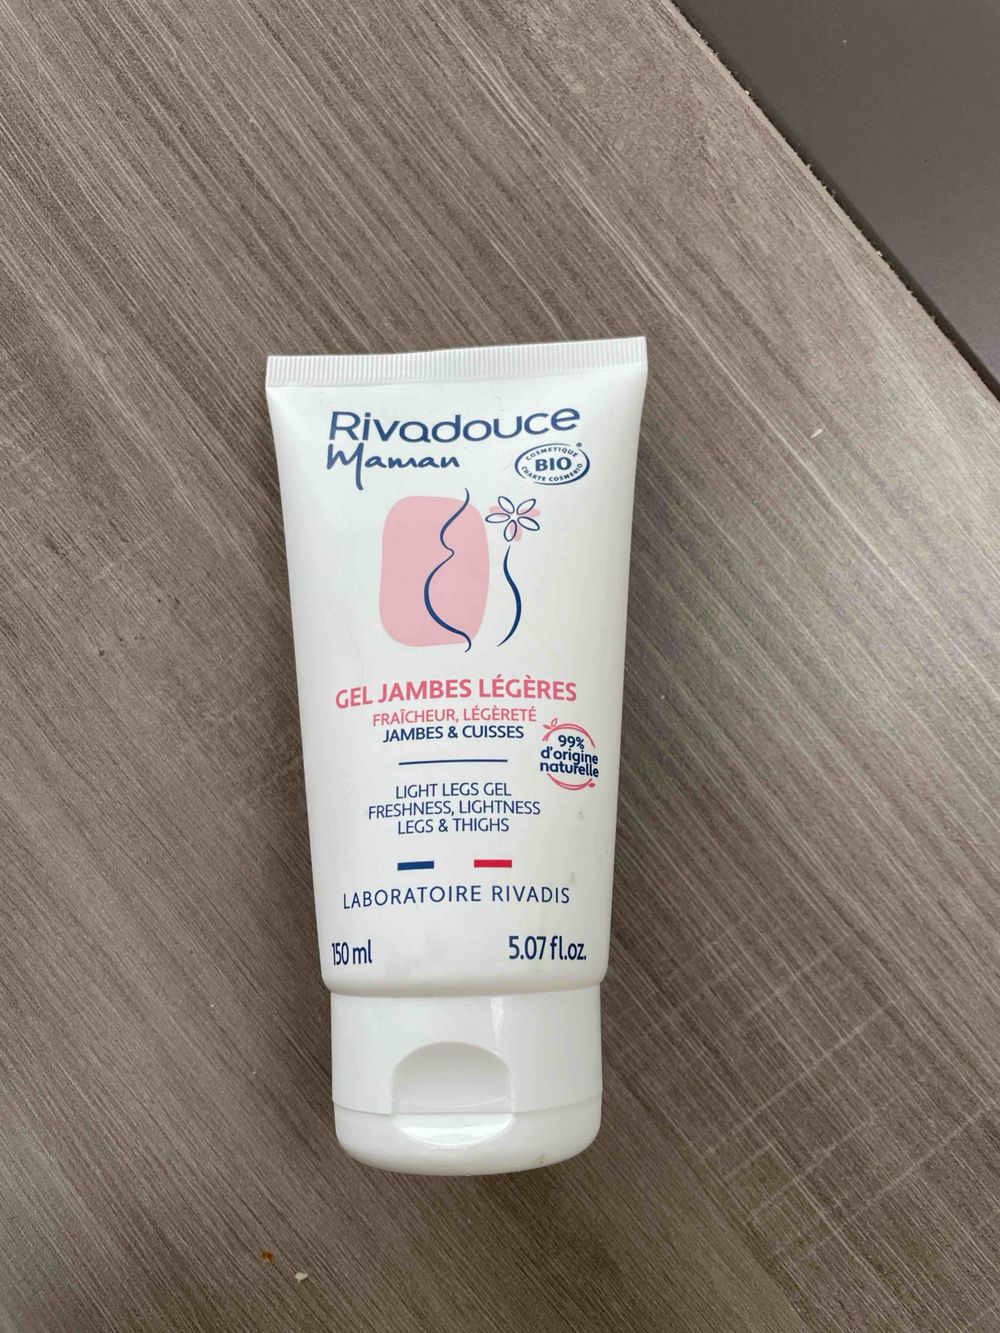 Rivadouce
Maman
COSMETIQUE
BIO
CHARTE COSMEBIO
GEL JAMBES LÉGÈRES
FRAÎCHEUR, LÉGÈRETÉ
JAMBES & CUISSES
99%
d'origine
naturelle
LIGHT LEGS GEL
FRESHNESS, LIGHTNESS
LEGS & THIGHS
LABORATOIRE RIVADIS
150 ml 5.07 fl.oz.